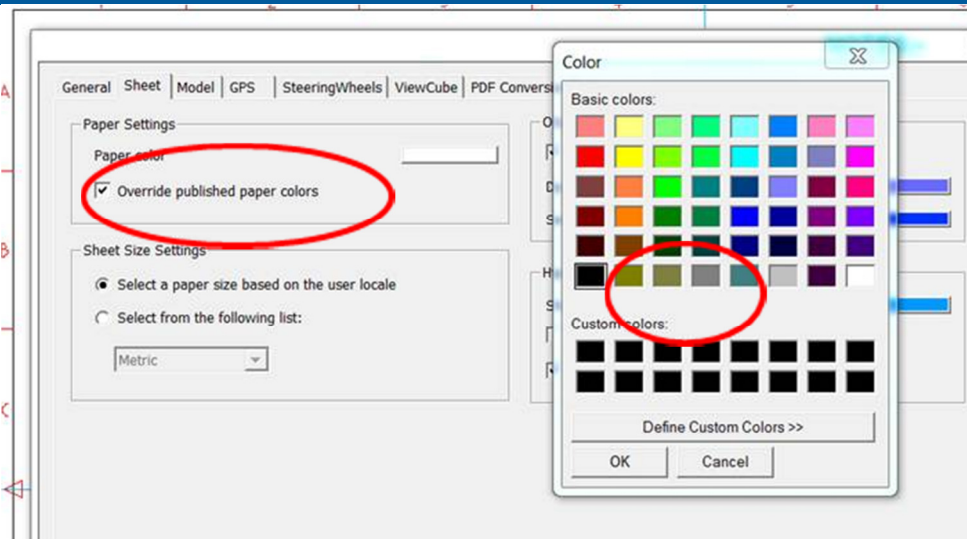 A
B
C
General Sheet Model GPS SteeringWheels ViewCube PDF
Paper Settings
Paper color
Override published paper colors
Sheet Size Settings
Select a paper size based on the user locale
Select from the following list:
Metric
Color
Basic colors:
Custom colors:
Define Custom Colors >>
OK Cancel